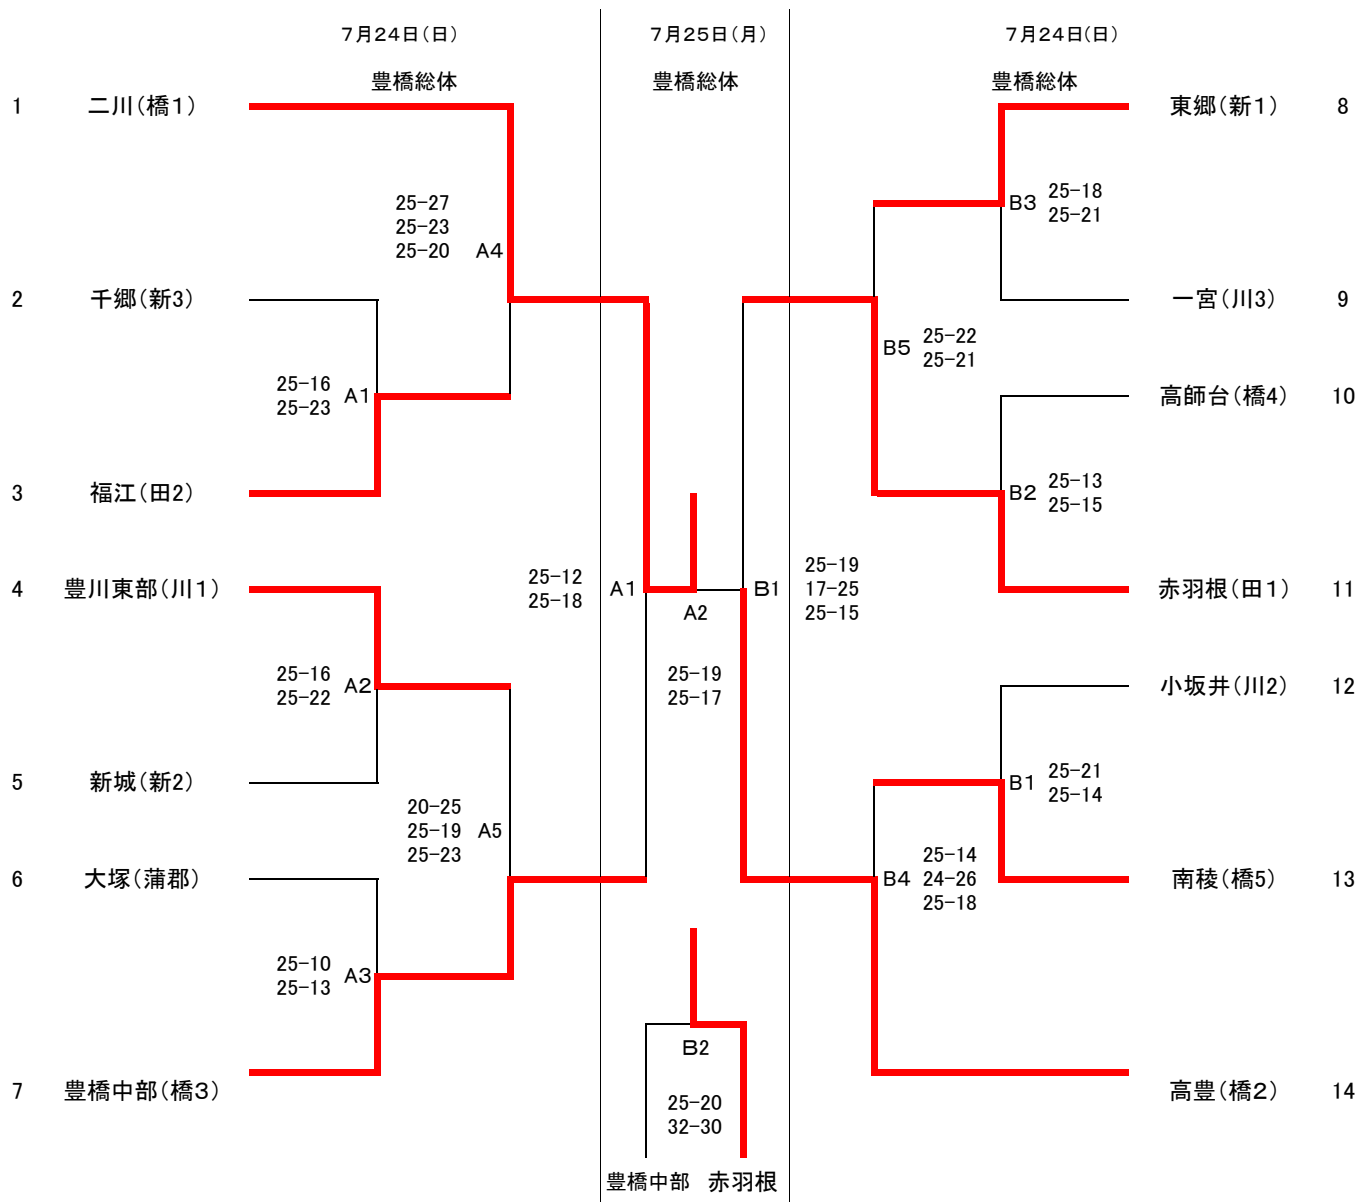 7月24日(日)
7月25日(月)
7月24日(日)
豊橋総体
豊橋総体
豊橋総体
1 二川(橋1)
東郷(新1) 8
25-27
25-23
25-20 A4
B3 25-18
25-21
2 千郷(新3)
一宮(川3) 9
B5 25-22
25-21
25-16
25-23 A1
高師台(橋4) 10
3 福江(田2)
B2 25-13
25-15
4 豊川東部(川1)
25-12
25-18 A1
A2
B1 25-19
17-25
25-15
赤羽根(田1) 11
25-16
25-22 A2
25-19
25-17
小坂井(川2) 12
5 新城(新2)
B1 25-21
25-14
20-25
25-19 A5
25-23
6 大塚(蒲郡)
B4 25-14
24-26
25-18
南稜(橋5) 13
25-10
25-13 A3
B2
7 豊橋中部(橋3)
25-20
32-30
高豊(橋2) 14
豊橋中部 赤羽根